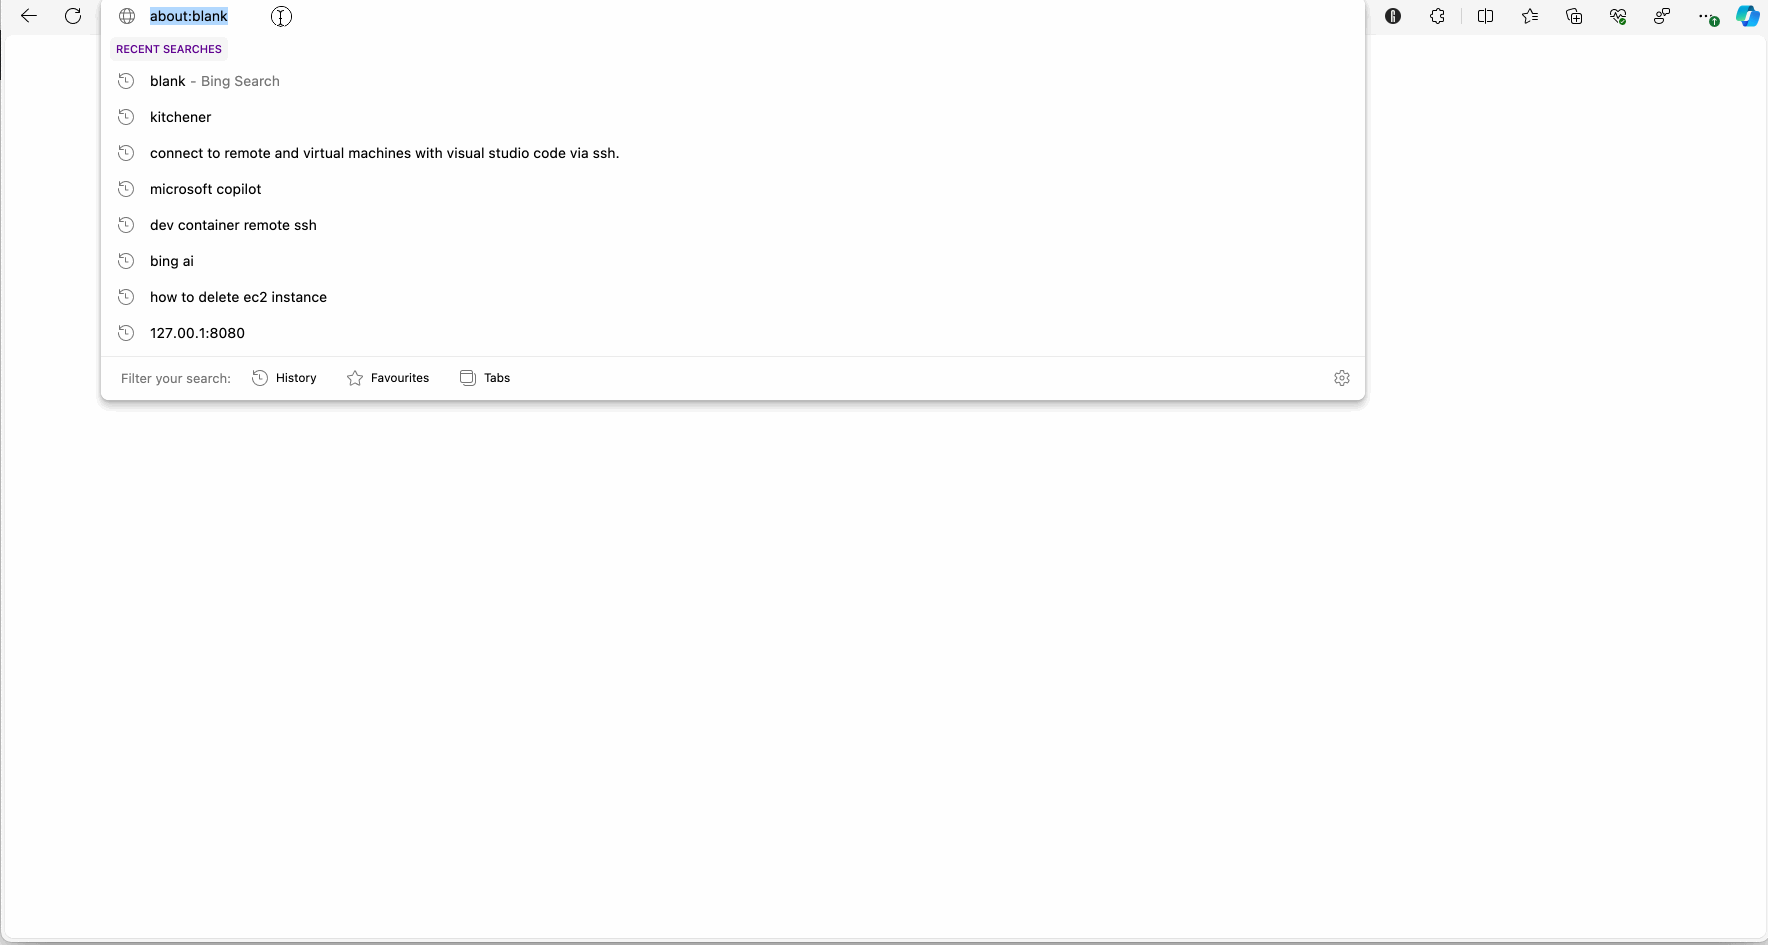 about:blank
RECENT SEARCHES
blank - Bing Search
kitchener
connect to remote and virtual machines with visual studio code via ssh.
microsoft copilot
dev container remote ssh
bing ai
how to delete ec2 instance
127.00.1:8080
Filter your search: History Favourites Tabs